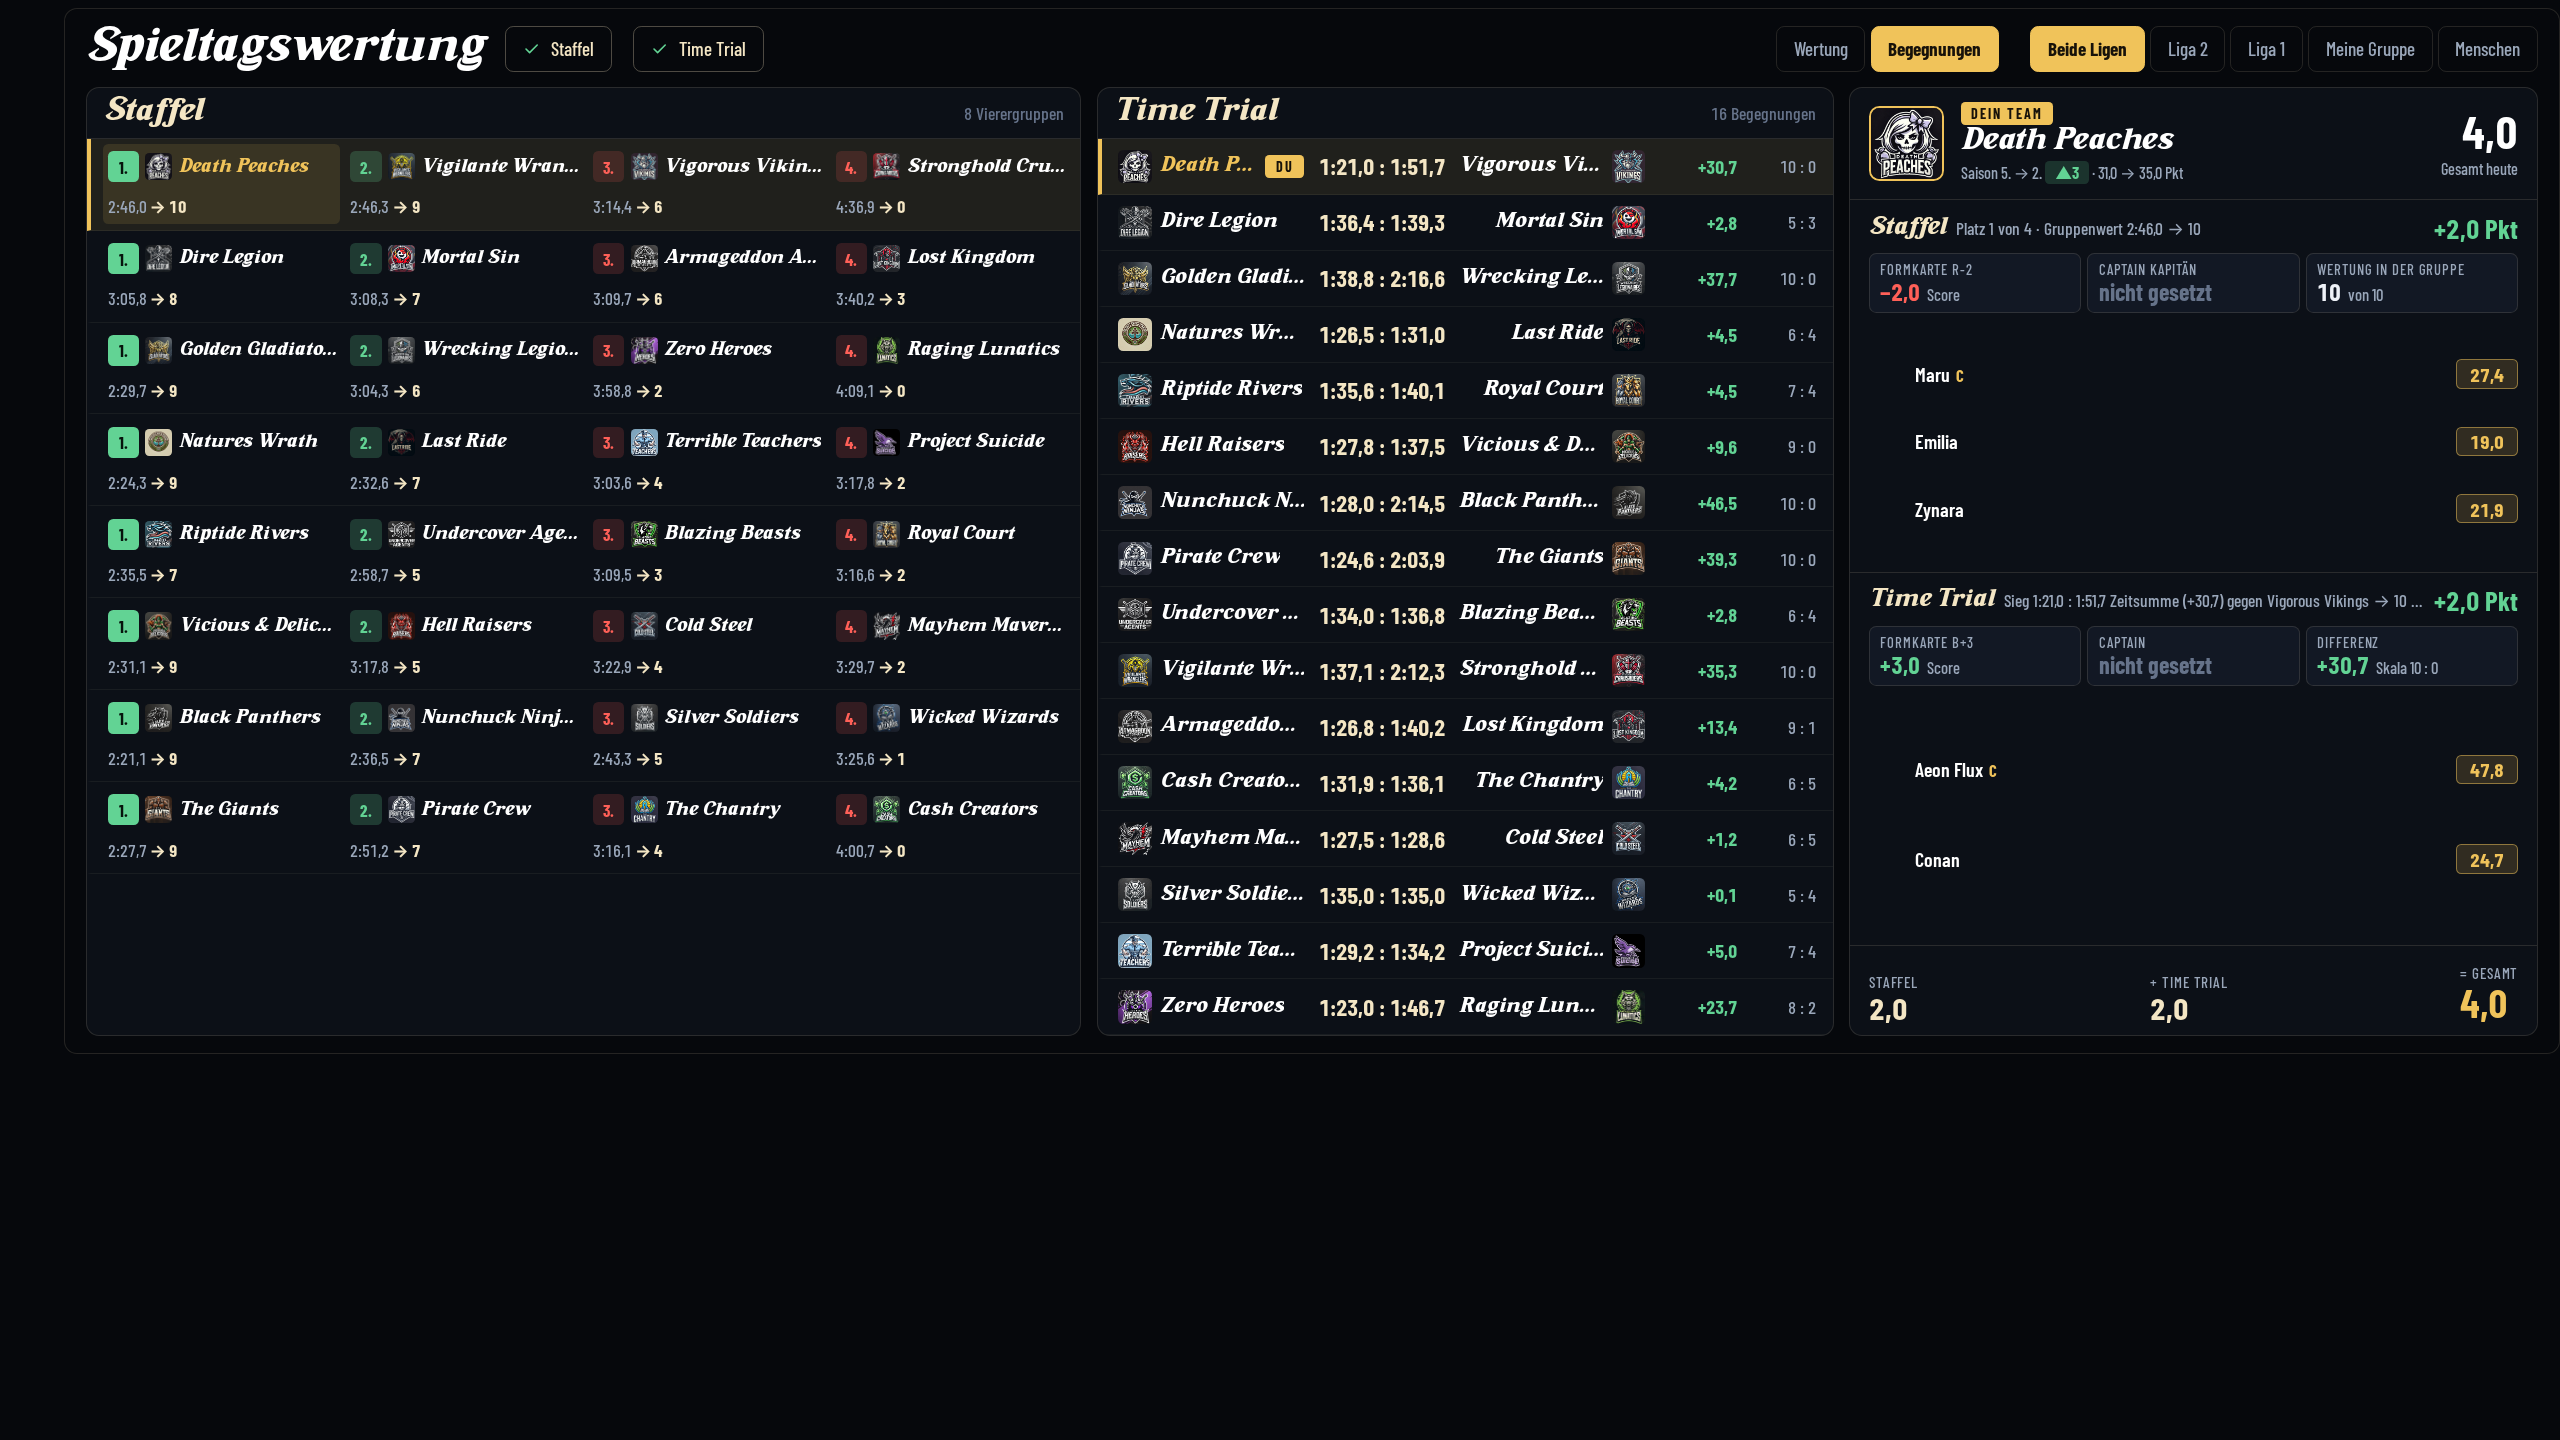 Spieltagswertung ✓ Staffel ✓ Time Trial Wertung Begegnungen Beide Ligen Liga 2 Liga 1 Meine Gruppe Menschen
Staffel 8 Vierergruppen
1. Death Peaches 2. Vigilante Wran... 3. Vigorous Vikin... 4. Stronghold Cru...
2:46,0 → 10 2:46,3 → 9 3:14,4 → 6 4:36,9 → 0
1. Dire Legion 2. Mortal Sin 3. Armageddon A... 4. Lost Kingdom
3:05,8 → 8 3:08,3 → 7 3:09,7 → 6 3:40,2 → 3
1. Golden Gladiato... 2. Wrecking Legio... 3. Zero Heroes 4. Raging Lunatics
2:29,7 → 9 3:04,3 → 6 3:58,8 → 2 4:09,1 → 0
1. Natures Wrath 2. Last Ride 3. Terrible Teachers 4. Project Suicide
2:24,3 → 9 2:32,6 → 7 3:03,6 → 4 3:17,8 → 2
1. Riptide Rivers 2. Undercover Age... 3. Blazing Beasts 4. Royal Court
2:35,5 → 7 2:58,7 → 5 3:09,5 → 3 3:16,6 → 2
1. Vicious & Delic... 2. Hell Raisers 3. Cold Steel 4. Mayhem Maver...
2:31,1 → 9 3:17,8 → 5 3:22,9 → 4 3:29,7 → 2
1. Black Panthers 2. Nunchuck Ninj... 3. Silver Soldiers 4. Wicked Wizards
2:21,1 → 9 2:36,5 → 7 2:43,3 → 5 3:25,6 → 1
1. The Giants 2. Pirate Crew 3. The Chantry 4. Cash Creators
2:27,7 → 9 2:51,2 → 7 3:16,1 → 4 4:00,7 → 0
Time Trial 16 Begegnungen
Death P... DU 1:21,0 : 1:51,7 Vigorous Vi... +30,7 10 : 0
Dire Legion 1:36,4 : 1:39,3 Mortal Sin +2,8 5 : 3
Golden Gladi... 1:38,8 : 2:16,6 Wrecking Le... +37,7 10 : 0
Natures Wr... 1:26,5 : 1:31,0 Last Ride +4,5 6 : 4
Riptide Rivers 1:35,6 : 1:40,1 Royal Court +4,5 7 : 4
Hell Raisers 1:27,8 : 1:37,5 Vicious & D... +9,6 9 : 0
Nunchuck N... 1:28,0 : 2:14,5 Black Panth... +46,5 10 : 0
Pirate Crew 1:24,6 : 2:03,9 The Giants +39,3 10 : 0
Undercover ... 1:34,0 : 1:36,8 Blazing Bea... +2,8 6 : 4
Vigilante Wr... 1:37,1 : 2:12,3 Stronghold ... +35,3 10 : 0
Armageddo... 1:26,8 : 1:40,2 Lost Kingdom +13,4 9 : 1
Cash Creato... 1:31,9 : 1:36,1 The Chantry +4,2 6 : 5
Mayhem Ma... 1:27,5 : 1:28,6 Cold Steel +1,2 6 : 5
Silver Soldie... 1:35,0 : 1:35,0 Wicked Wiz... +0,1 5 : 4
Terrible Tea... 1:29,2 : 1:34,2 Project Suici... +5,0 7 : 4
Zero Heroes 1:23,0 : 1:46,7 Raging Lun... +23,7 8 : 2
DEIN TEAM
Death Peaches 4,0
Saison 5. → 2. ▲3 · 31,0 → 35,0 Pkt Gesamt heute
Staffel Platz 1 von 4 · Gruppenwert 2:46,0 → 10 +2,0 Pkt
FORMKARTE R-2 CAPTAIN KAPITÄN WERTUNG IN DER GRUPPE
−2,0 Score nicht gesetzt 10 von 10
Maru C 27,4
Emilia 19,0
Zynara 21,9
Time Trial Sieg 1:21,0 : 1:51,7 Zeitsumme (+30,7) gegen Vigorous Vikings → 10 ... +2,0 Pkt
FORMKARTE B+3 CAPTAIN DIFFERENZ
+3,0 Score nicht gesetzt +30,7 Skala 10 : 0
Aeon Flux C 47,8
Conan 24,7
STAFFEL + TIME TRIAL = GESAMT
2,0 2,0 4,0